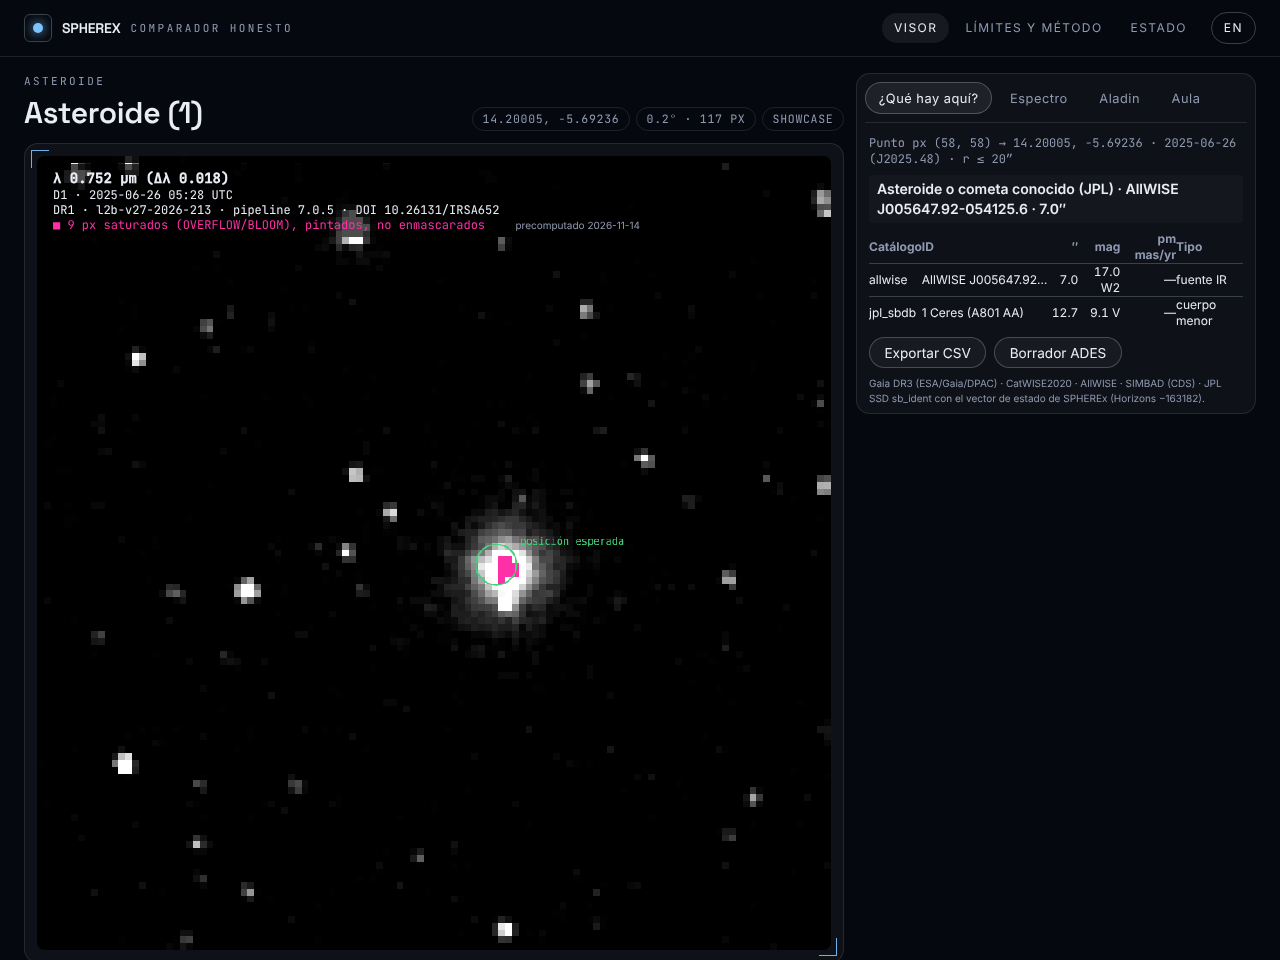 SPHEREX COMPARADOR HONESTO
VISOR
LÍMITES Y MÉTODO
ESTADO
EN
ASTEROIDE
Asteroide (1)
14.20005, -5.69236
0.2° · 117 PX
SHOWCASE
λ 0.752 µm (Δλ 0.018)
D1 · 2025-06-26 05:28 UTC
DR1 · l2b-v27-2026-213 · pipeline 7.0.5 · DOI 10.26131/IRSA652
■ 9 px saturados (OVERFLOW/BLOOM), pintados, no enmascarados
precomputado 2026-11-14
posición esperada
¿Qué hay aquí?
Espectro
Aladin
Aula
Punto px (58, 58) → 14.20005, -5.69236 · 2025-06-26
(J2025.48) · r ≤ 20″
Asteroide o cometa conocido (JPL) · AllWISE
J005647.92-054125.6 · 7.0″
Catálogo ID ″ mag pm mas/yr Tipo
allwise AllWISE J005647.92… 7.0 17.0 W2 — fuente IR
jpl_sbdb 1 Ceres (A801 AA) 12.7 9.1 V — cuerpo menor
Exportar CSV
Borrador ADES
Gaia DR3 (ESA/Gaia/DPAC) · CatWISE2020 · AllWISE · SIMBAD (CDS) · JPL
SSD sb_ident con el vector de estado de SPHEREx (Horizons −163182).